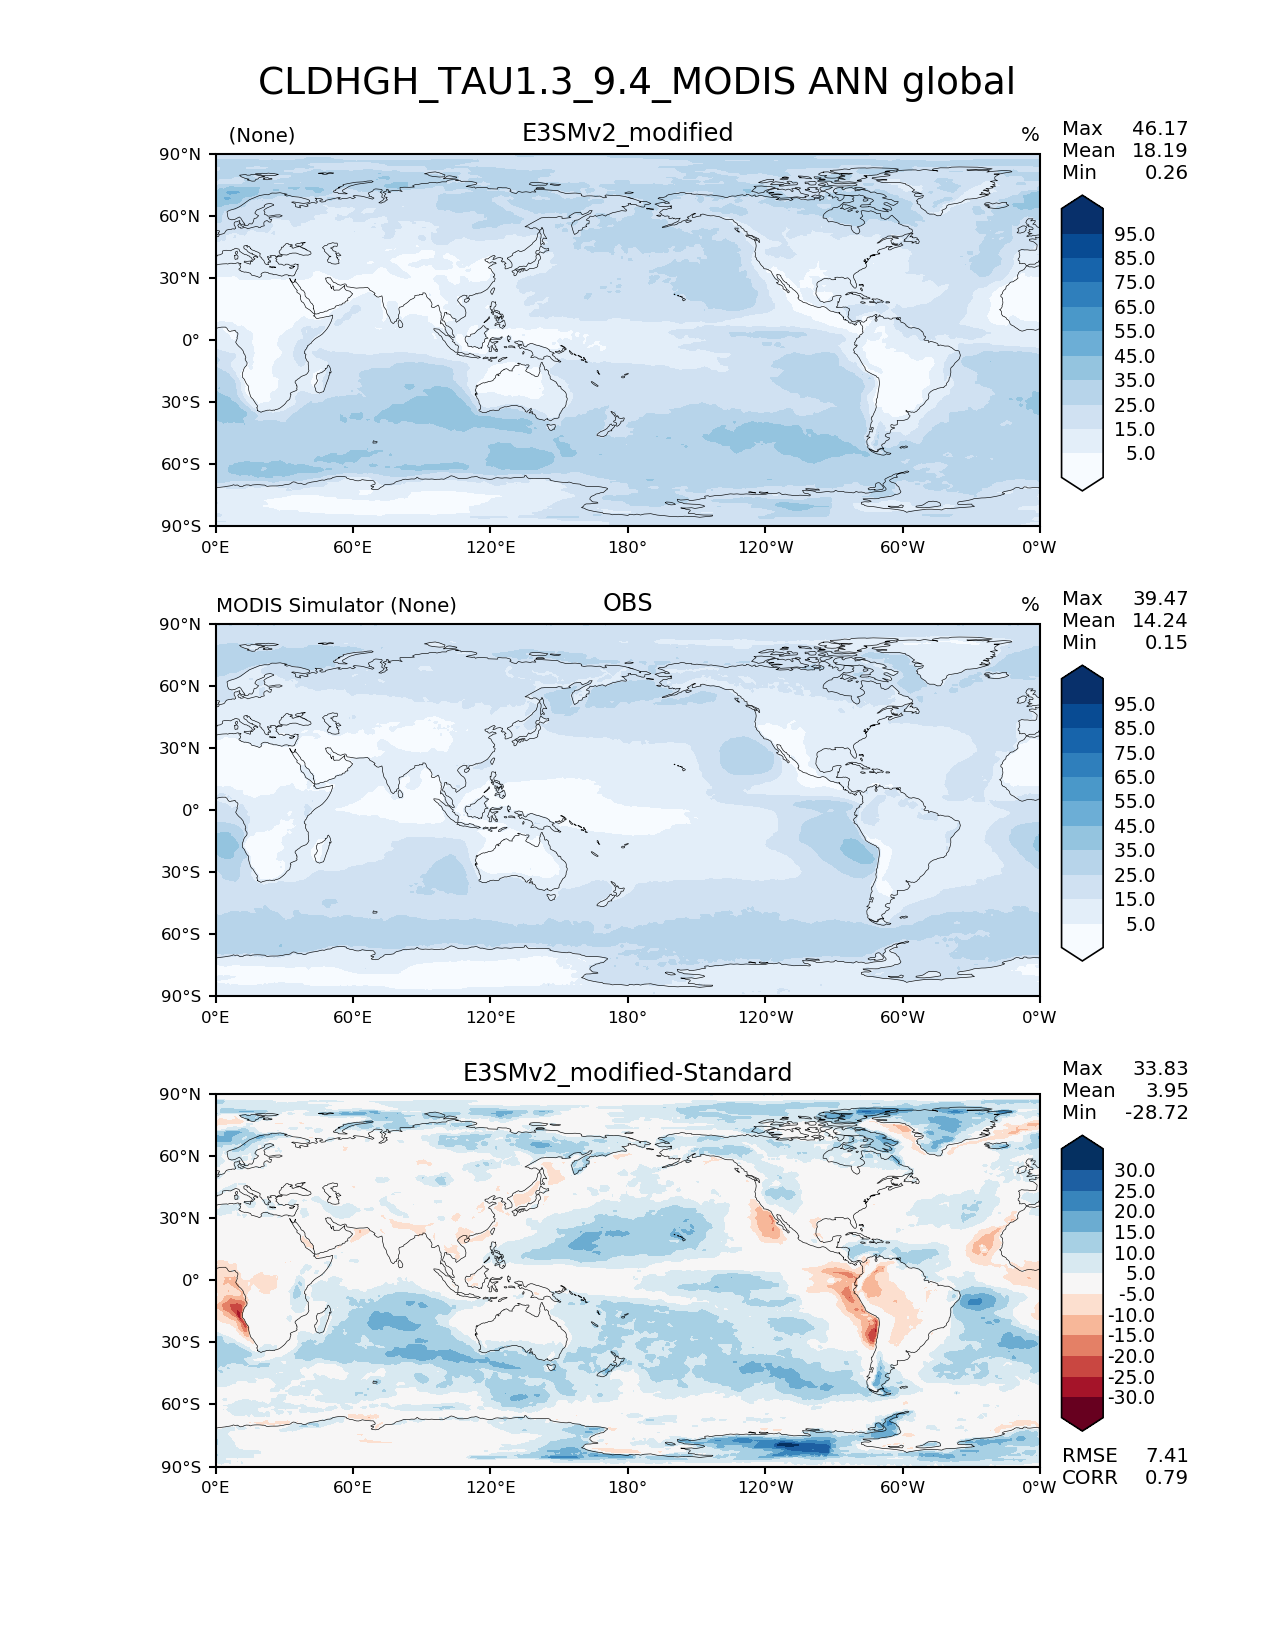 CLDHGH_TAU1.3_9.4_MODIS ANN global
(None) E3SMv2_modified %
Max 46.17
Mean 18.19
Min 0.26
90°N
60°N
30°N
0°
30°S
60°S
90°S
0°E 60°E 120°E 180° 120°W 60°W 0°W
95.0
85.0
75.0
65.0
55.0
45.0
35.0
25.0
15.0
5.0
MODIS Simulator (None) OBS %
Max 39.47
Mean 14.24
Min 0.15
90°N
60°N
30°N
0°
30°S
60°S
90°S
0°E 60°E 120°E 180° 120°W 60°W 0°W
95.0
85.0
75.0
65.0
55.0
45.0
35.0
25.0
15.0
5.0
E3SMv2_modified-Standard
Max 33.83
Mean 3.95
Min -28.72
90°N
60°N
30°N
0°
30°S
60°S
90°S
0°E 60°E 120°E 180° 120°W 60°W 0°W
30.0
25.0
20.0
15.0
10.0
5.0
-5.0
-10.0
-15.0
-20.0
-25.0
-30.0
RMSE 7.41
CORR 0.79